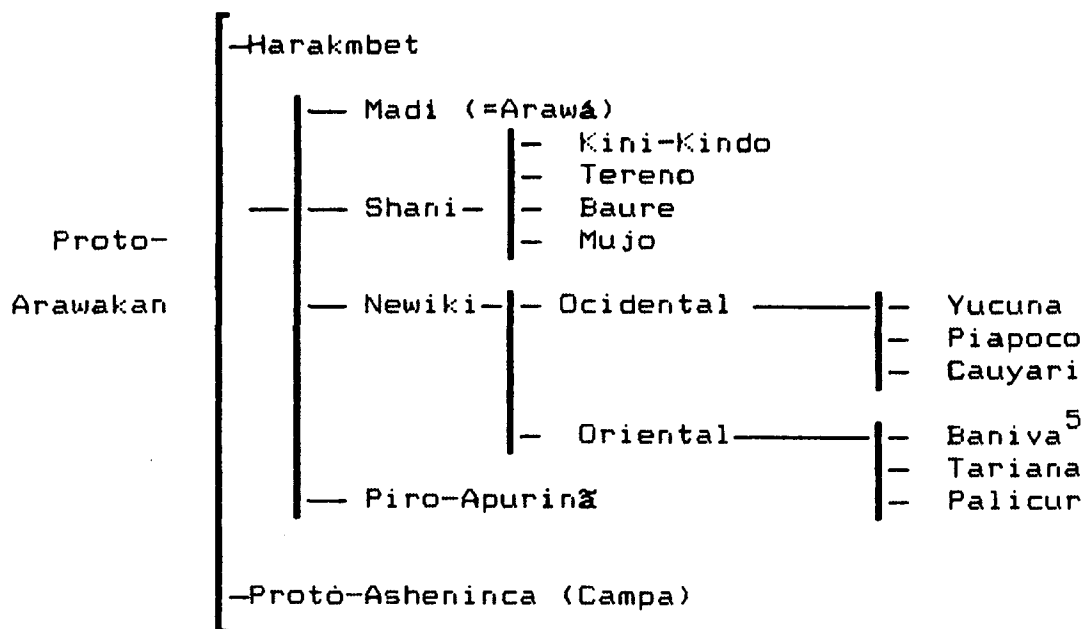 Harakmbet
Madi (=Arawá)
Kini-Kindo
Tereno
Shani
Baure
Proto-
Mujo
Arawakan
Newiki
Ocidental
Yucuna
Piapoco
Cauyari
Oriental
Baniva5
Tariana
Piro-Apurinã
Palicur
Proto-Asheninca (Campa)